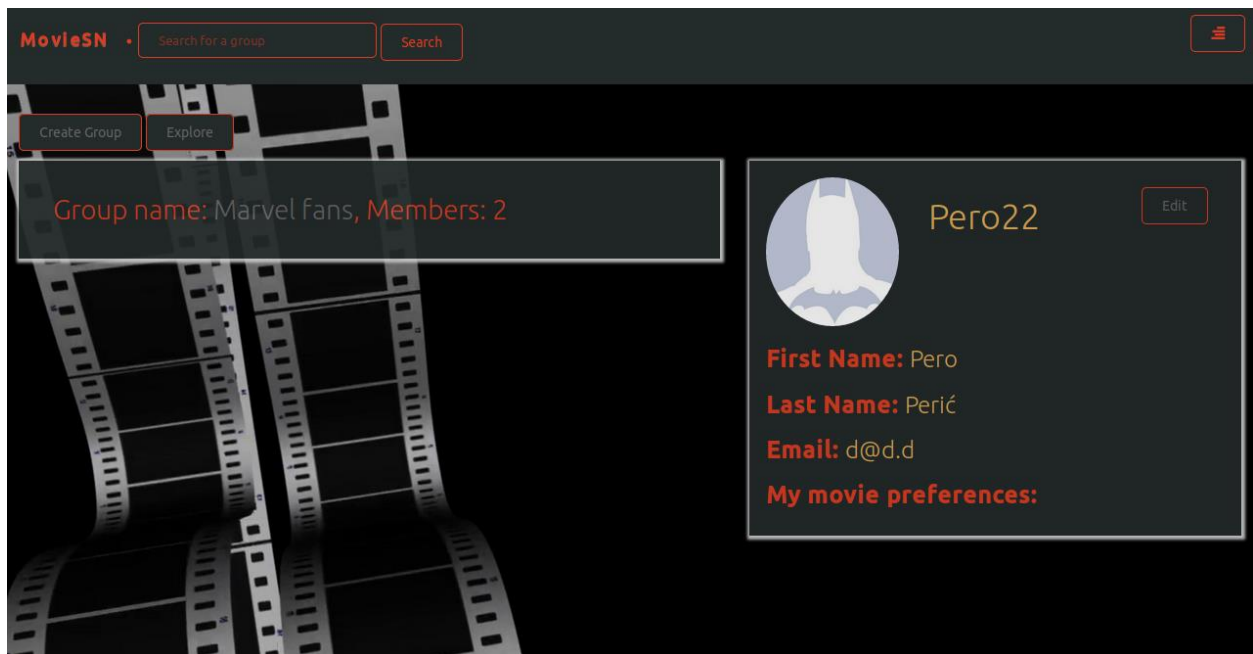 MovieSN • Search for a group Search
Create Group Explore
Group name: Marvel fans, Members: 2
Pero22 Edit
First Name: Pero
Last Name: Perić
Email: d@d.d
My movie preferences: